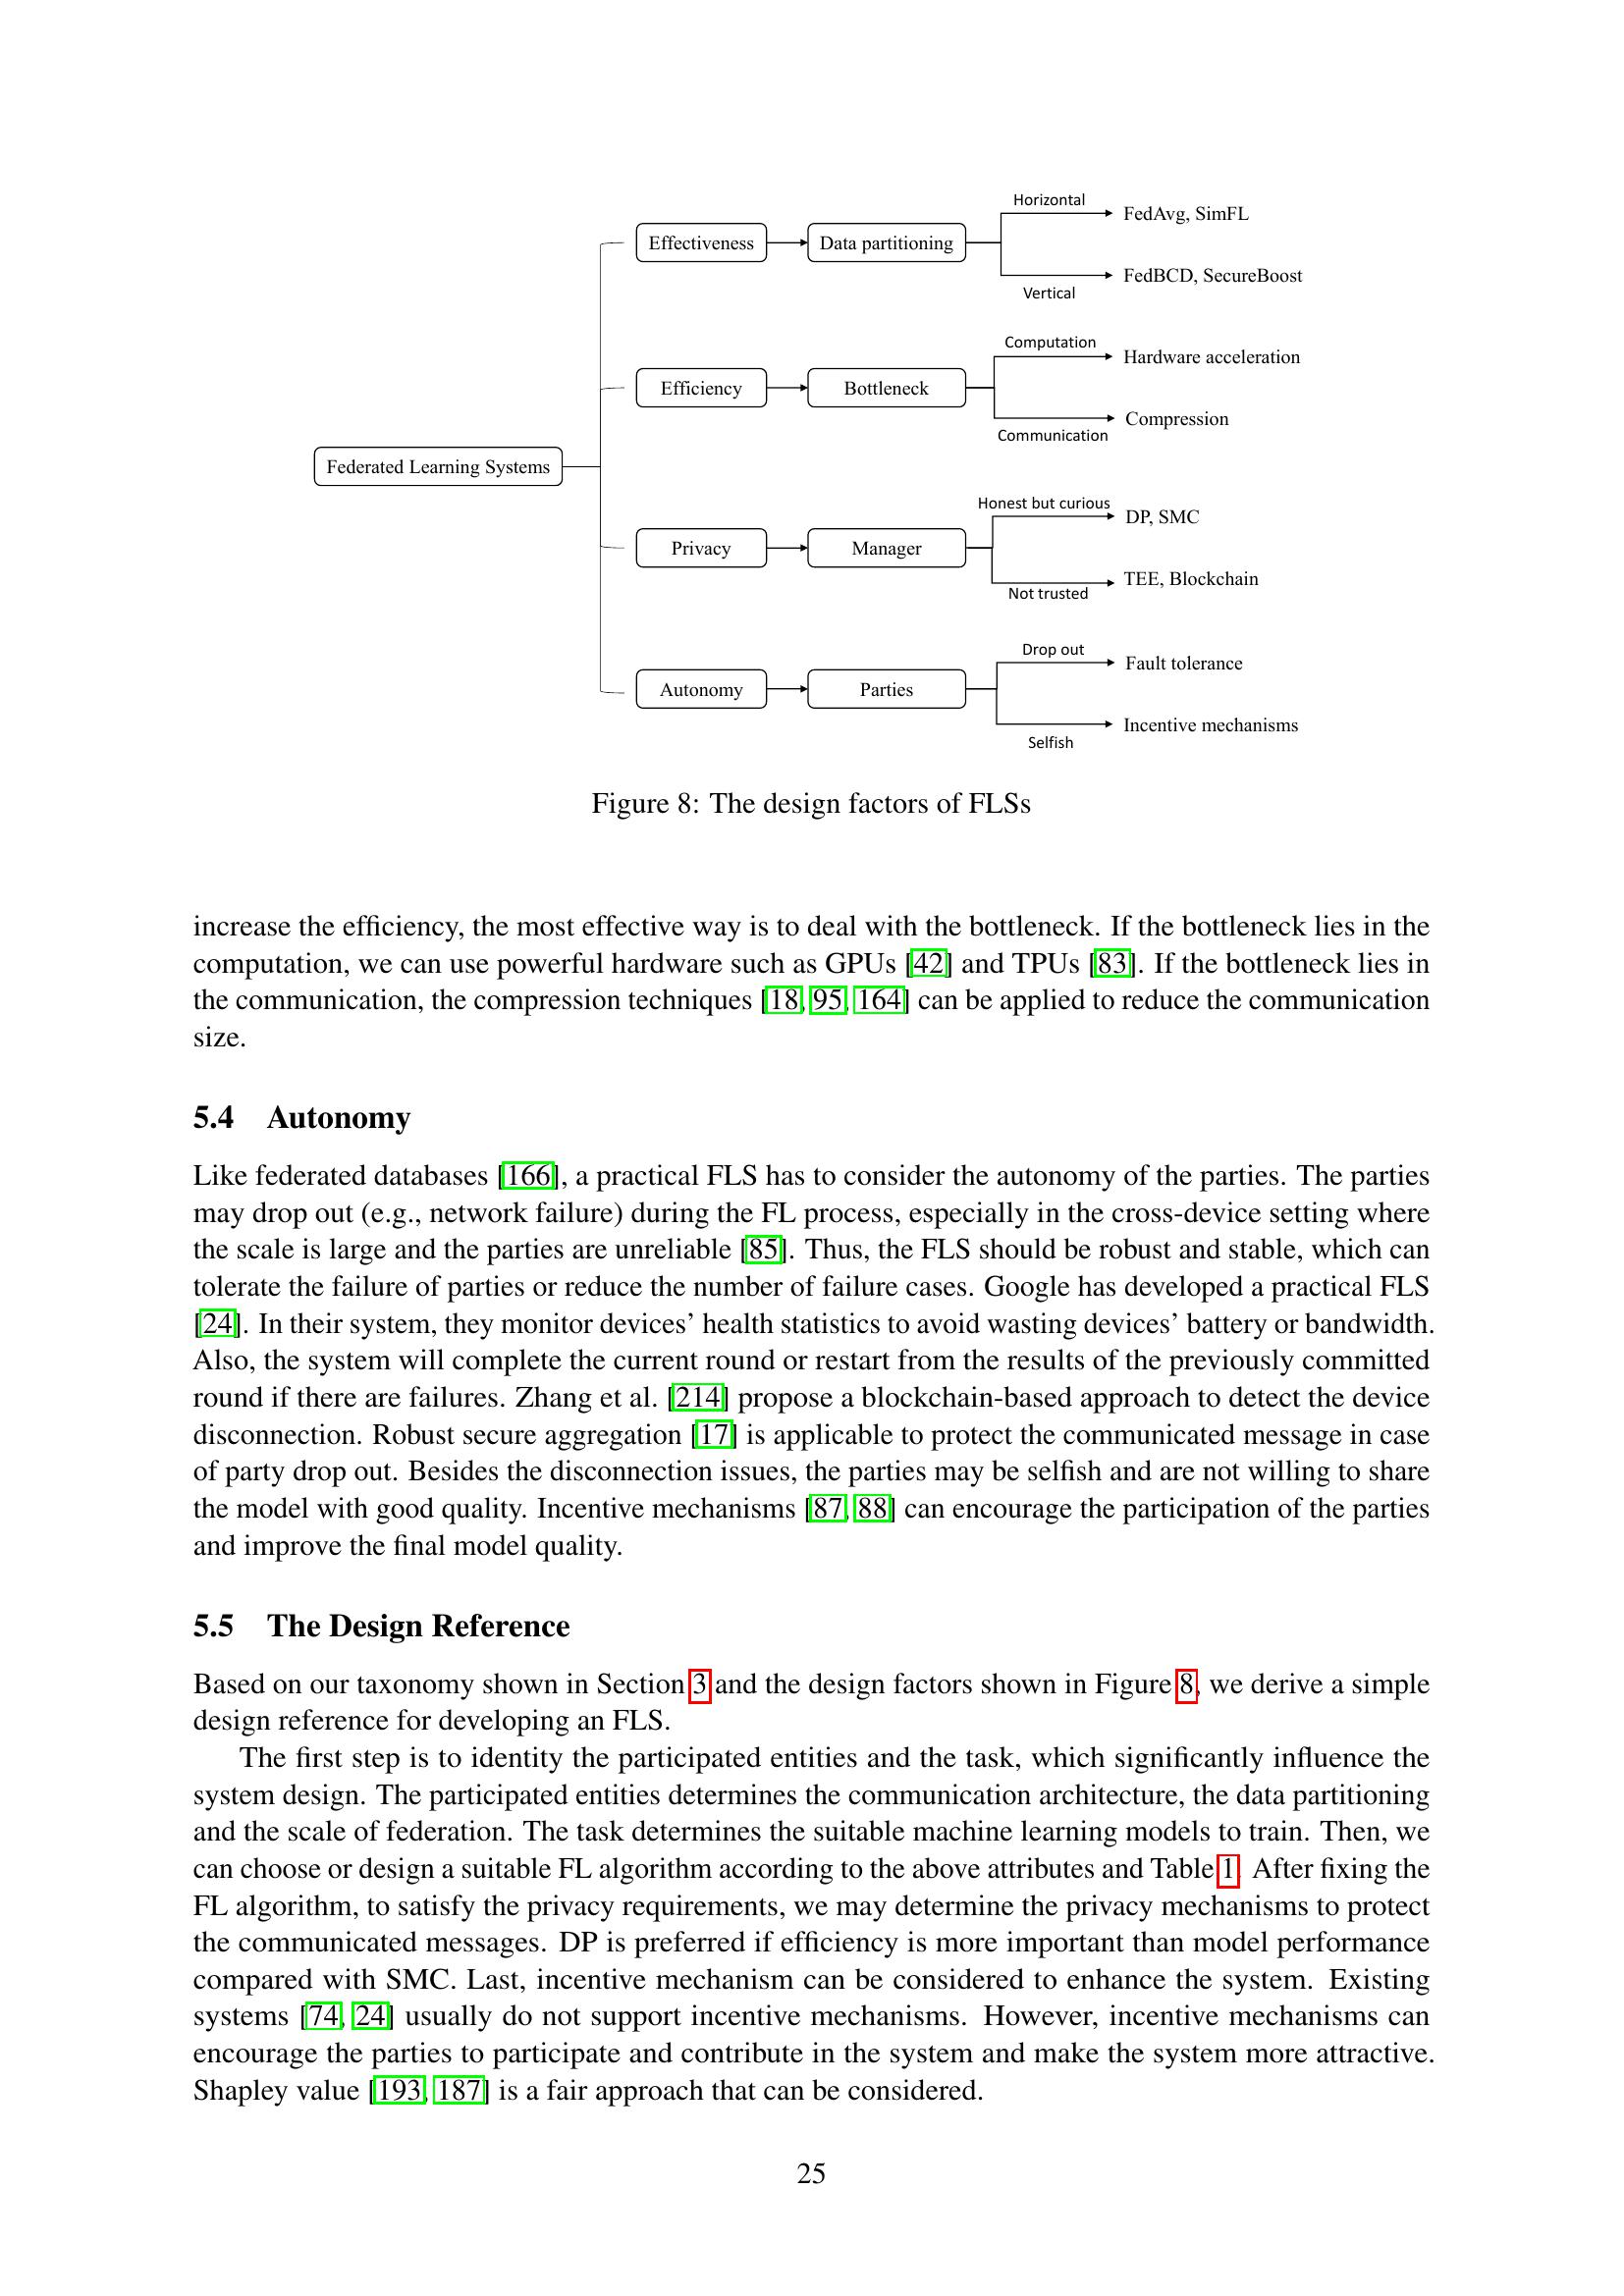 Horizontal
FedAvg, SimFL
Effectiveness
Data partitioning
FedBCD, SecureBoost
Vertical
Computation
Hardware acceleration
Efficiency
Bottleneck
Compression
Communication
Federated Learning Systems
Honest but curious
DP, SMC
Privacy
Manager
TEE, Blockchain
Not trusted
Drop out
Fault tolerance
Autonomy
Parties
Incentive mechanisms
Selfish
Figure 8: The design factors of FLSs
increase the efficiency, the most effective way is to deal with the bottleneck. If the bottleneck lies in the
computation, we can use powerful hardware such as GPUs [42] and TPUs [83]. If the bottleneck lies in
the communication, the compression techniques [18, 95, 164] can be applied to reduce the communication
size.
5.4 Autonomy
Like federated databases [166], a practical FLS has to consider the autonomy of the parties. The parties
may drop out (e.g., network failure) during the FL process, especially in the cross-device setting where
the scale is large and the parties are unreliable [85]. Thus, the FLS should be robust and stable, which can
tolerate the failure of parties or reduce the number of failure cases. Google has developed a practical FLS
[24]. In their system, they monitor devices’ health statistics to avoid wasting devices’ battery or bandwidth.
Also, the system will complete the current round or restart from the results of the previously committed
round if there are failures. Zhang et al. [214] propose a blockchain-based approach to detect the device
disconnection. Robust secure aggregation [17] is applicable to protect the communicated message in case
of party drop out. Besides the disconnection issues, the parties may be selfish and are not willing to share
the model with good quality. Incentive mechanisms [87, 88] can encourage the participation of the parties
and improve the final model quality.
5.5 The Design Reference
Based on our taxonomy shown in Section 3 and the design factors shown in Figure 8, we derive a simple
design reference for developing an FLS.
The first step is to identity the participated entities and the task, which significantly influence the
system design. The participated entities determines the communication architecture, the data partitioning
and the scale of federation. The task determines the suitable machine learning models to train. Then, we
can choose or design a suitable FL algorithm according to the above attributes and Table 1. After fixing the
FL algorithm, to satisfy the privacy requirements, we may determine the privacy mechanisms to protect
the communicated messages. DP is preferred if efficiency is more important than model performance
compared with SMC. Last, incentive mechanism can be considered to enhance the system. Existing
systems [74, 24] usually do not support incentive mechanisms. However, incentive mechanisms can
encourage the parties to participate and contribute in the system and make the system more attractive.
Shapley value [193, 187] is a fair approach that can be considered.
25